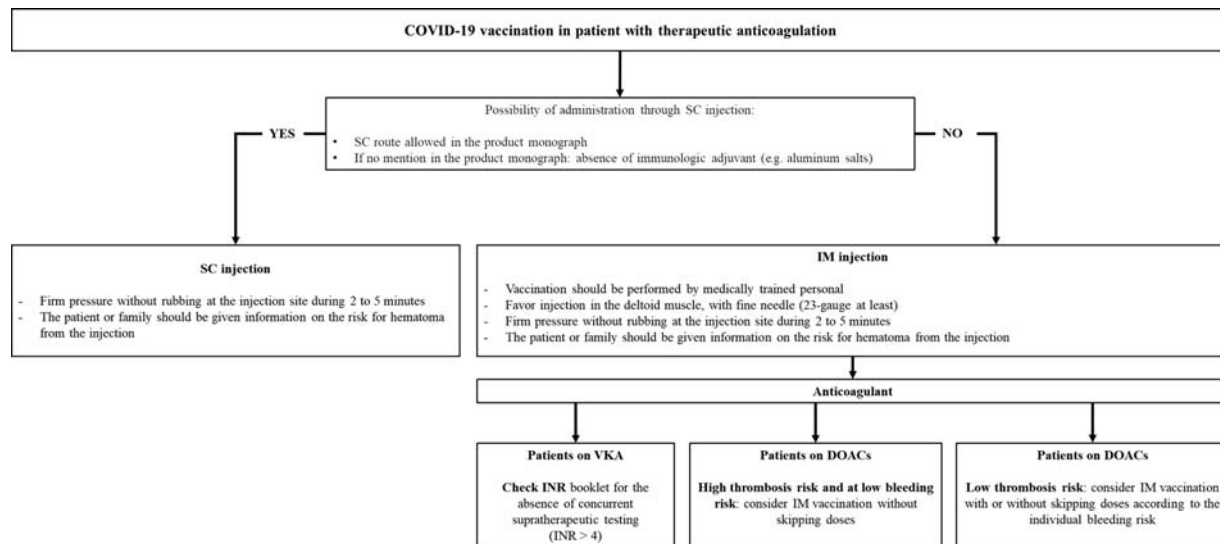 COVID-19 vaccination in patient with therapeutic anticoagulation
Possibility of administration through SC injection:
• SC route allowed in the product monograph
• If no mention in the product monograph: absence of immunologic adjuvant (e.g. aluminum salts)
YES
NO
SC injection
- Firm pressure without rubbing at the injection site during 2 to 5 minutes
- The patient or family should be given information on the risk for hematoma
from the injection
IM injection
- Vaccination should be performed by medically trained personal
- Favor injection in the deltoid muscle, with fine needle (23-gauge at least)
- Firm pressure without rubbing at the injection site during 2 to 5 minutes
- The patient or family should be given information on the risk for hematoma from the injection
Anticoagulant
Patients on VKA
Check INR booklet for the
absence of concurrent
supratherapeutic testing
(INR > 4)
Patients on DOACs
High thrombosis risk and at low bleeding
risk: consider IM vaccination without
skipping doses
Patients on DOACs
Low thrombosis risk: consider IM vaccination
with or without skipping doses according to the
individual bleeding risk